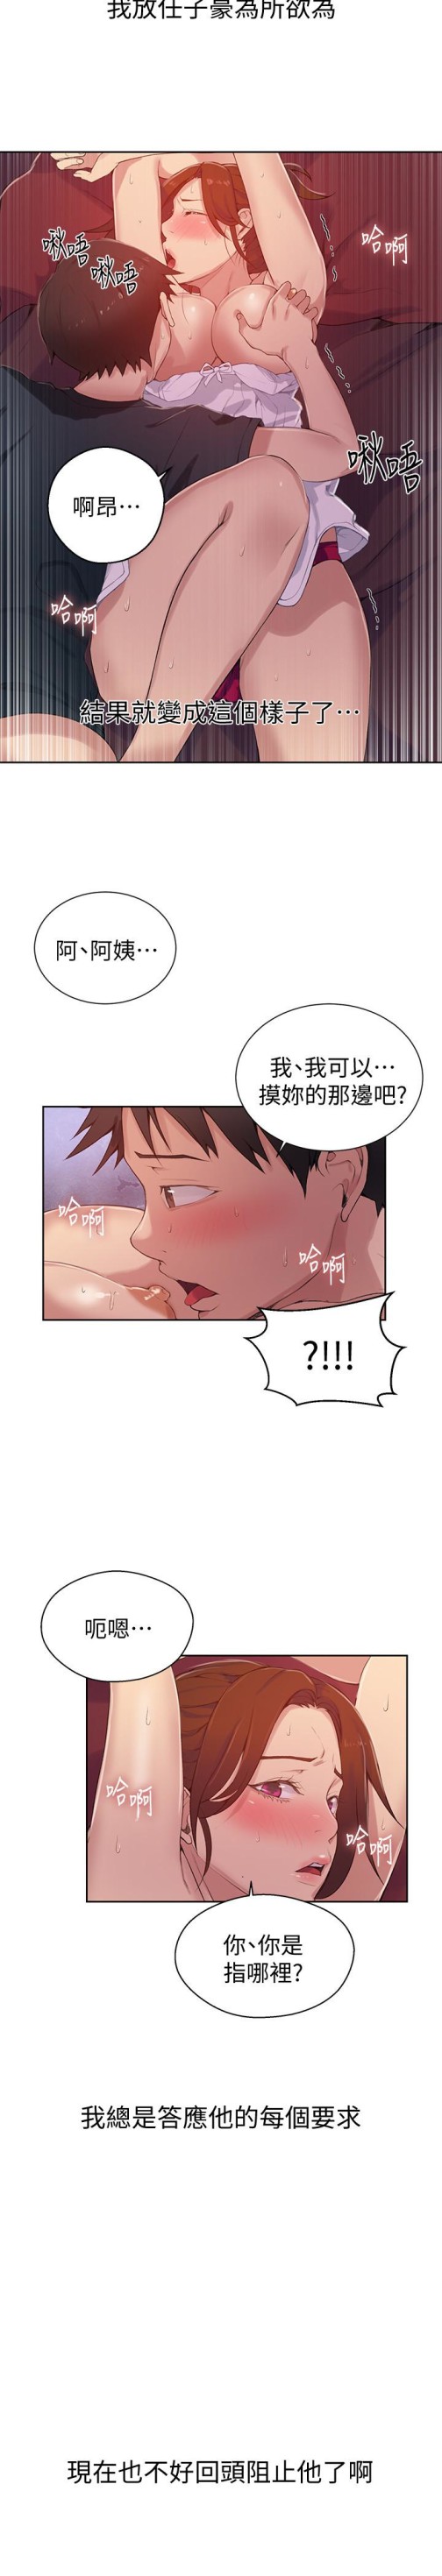 我放任子豪為所欲為
啾唔
啾唔
哈啊
啾唔
啊昂…
哈啊
結果就變成這個樣子了…
阿、阿姨…
我、我可以…
摸妳的那邊吧?
哈啊
哈啊
?!!!
呃嗯…
哈啊
哈啊
你、你是
指哪裡?
我總是答應他的每個要求
現在也不好回頭阻止他了啊